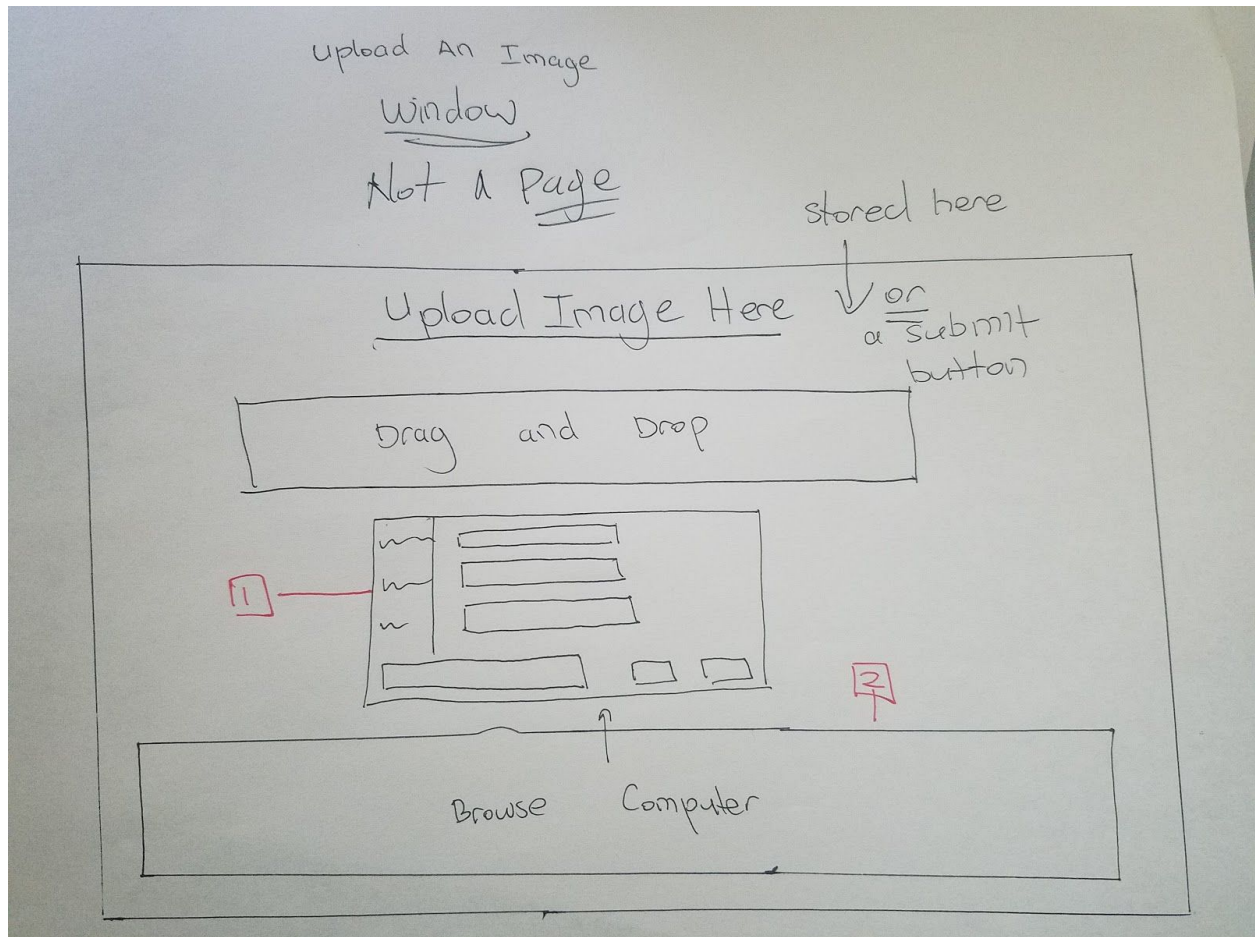 Upload An Image
Window
Not A Page
stored here
Upload Image Here
or
a submit
button
Drag and Drop
1
2
Browse Computer